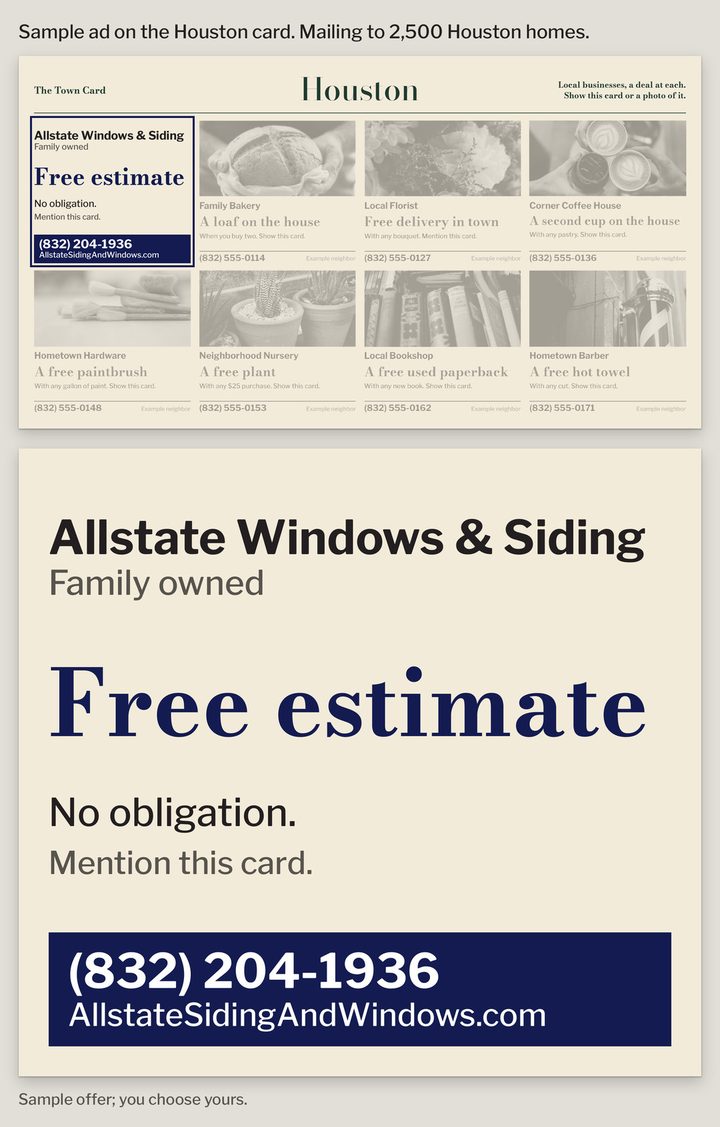 Sample ad on the Houston card. Mailing to 2,500 Houston homes.
The Town Card
Houston
Local businesses, a deal at each.
Show this card or a photo of it.
Allstate Windows & Siding
Family owned
Free estimate
No obligation.
Mention this card.
(832) 204-1936
AllstateSidingAndWindows.com
Family Bakery
A loaf on the house
When you buy two. Show this card.
(832) 555-0114
Example neighbor
Local Florist
Free delivery in town
With any bouquet. Mention this card.
(832) 555-0127
Example neighbor
Corner Coffee House
A second cup on the house
With any pastry. Show this card.
(832) 555-0136
Example neighbor
Hometown Hardware
A free paintbrush
With any gallon of paint. Show this card.
(832) 555-0148
Example neighbor
Neighborhood Nursery
A free plant
With any $25 purchase. Show this card.
(832) 555-0153
Example neighbor
Local Bookshop
A free used paperback
With any new book. Show this card.
(832) 555-0162
Example neighbor
Hometown Barber
A free hot towel
With any cut. Show this card.
(832) 555-0171
Example neighbor
Allstate Windows & Siding
Family owned
Free estimate
No obligation.
Mention this card.
(832) 204-1936
AllstateSidingAndWindows.com
Sample offer; you choose yours.